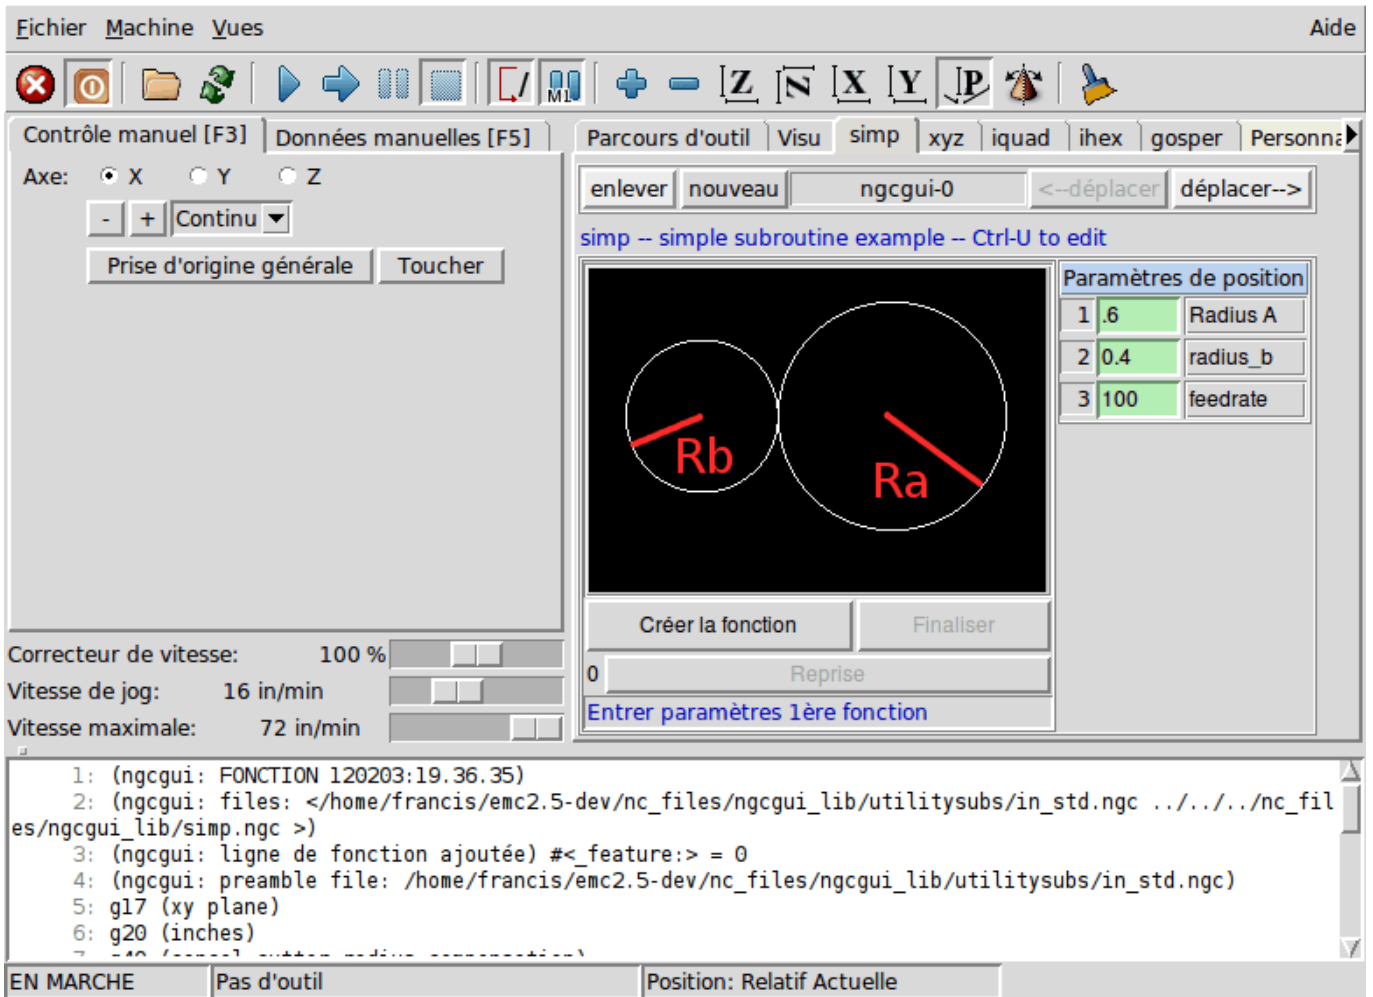 Fichier Machine Vues Aide
M1 Z N X Y P
Contrôle manuel [F3] Données manuelles [F5]
Parcours d'outil Visu simp xyz iquad ihex gosper Personna
Axe: X Y Z
- + Continu
Prise d'origine générale Toucher
enlever nouveau ngcgui-0 <--déplacer déplacer-->
simp -- simple subroutine example -- Ctrl-U to edit
Rb Ra
Paramètres de position
1 .6 Radius A
2 0.4 radius_b
3 100 feedrate
Créer la fonction Finaliser
0 Reprise
Entrer paramètres 1ère fonction
Correcteur de vitesse: 100 %
Vitesse de jog: 16 in/min
Vitesse maximale: 72 in/min
1: (ngcgui: FONCTION 120203:19.36.35)
2: (ngcgui: files: </home/francis/emc2.5-dev/nc_files/ngcgui_lib/utilitysubs/in_std.ngc ../../../nc_fil
es/ngcgui_lib/simp.ngc >)
3: (ngcgui: ligne de fonction ajoutée) #<_feature:> = 0
4: (ngcgui: preamble file: /home/francis/emc2.5-dev/nc_files/ngcgui_lib/utilitysubs/in_std.ngc)
5: g17 (xy plane)
6: g20 (inches)
EN MARCHE Pas d'outil Position: Relatif Actuelle